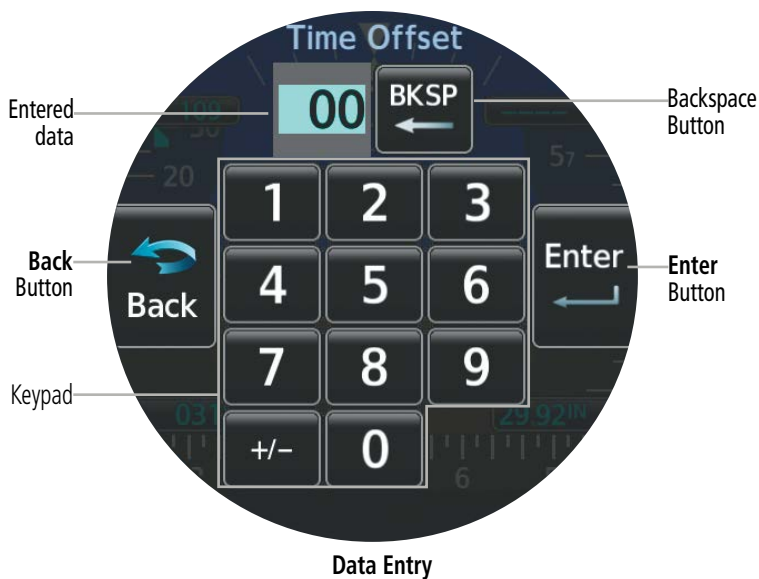 Time Offset
Entered
data
00
BKSP
Backspace
Button
109
20
57
1 2 3
Back
Button
Back
Enter
Enter
Button
4 5 6
7 8 9
Keypad
031
29.92IN
+/- 0
6
Data Entry